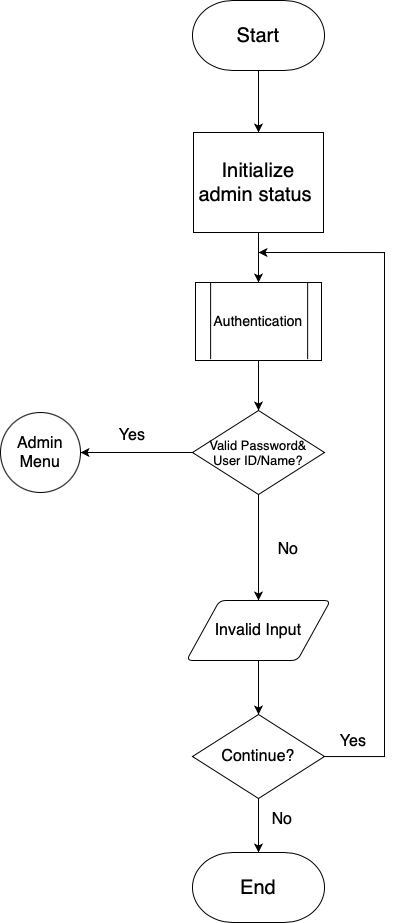 Start
Initialize
admin status
Authentication
Valid Password&
User ID/Name?
Yes
Admin
Menu
No
Invalid Input
Continue?
Yes
No
End